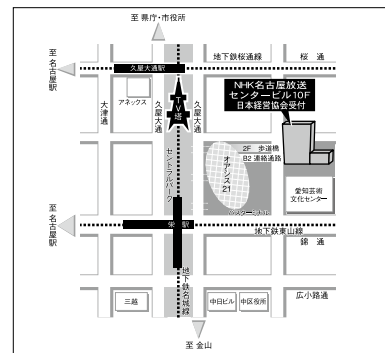 至 県庁・市役所
至 名古屋駅
地下鉄桜通線
桜 通
久屋大通駅
NHK名古屋放送
センタービル10F
日本経営協会受付
アネックス
TV塔
大津通
久屋大通
久屋大通
2F 歩道橋
B2 連絡通路
セントラルパーク
オアシス21
愛知芸術
文化センター
バスターミナル
至 名古屋駅
栄 駅
地下鉄東山線
錦 通
地下鉄名城線
三越
中日ビル
中区役所
広小路通
至 金山